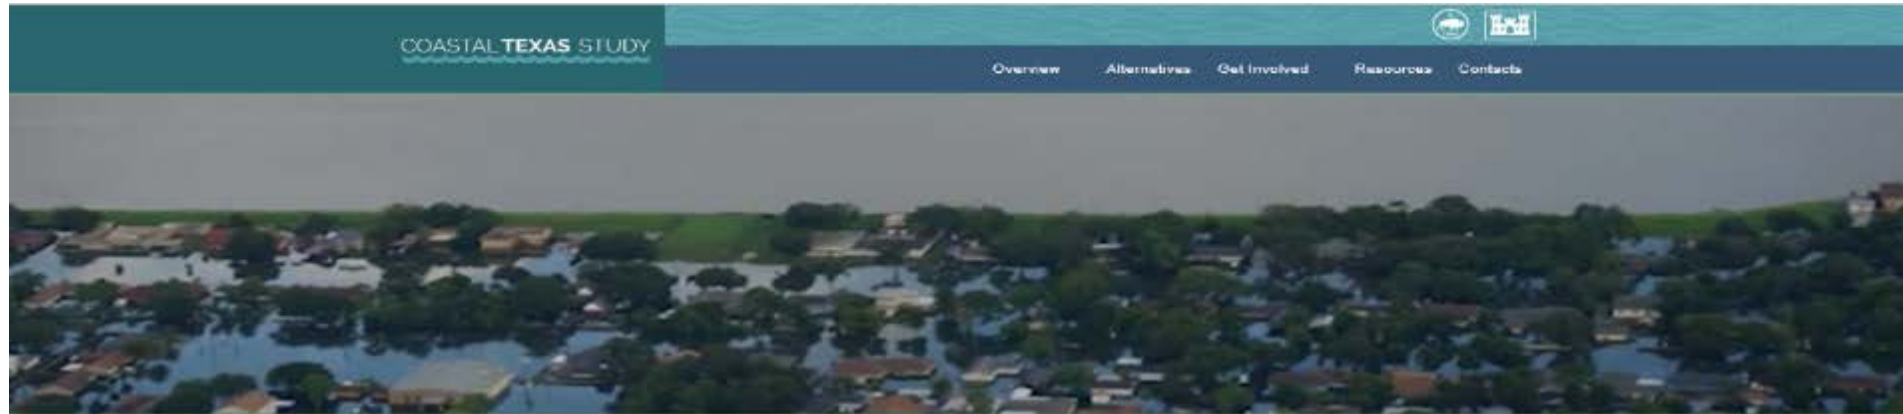 COASTAL TEXAS STUDY
Overview Alternatives Get Involved Resources Contacts